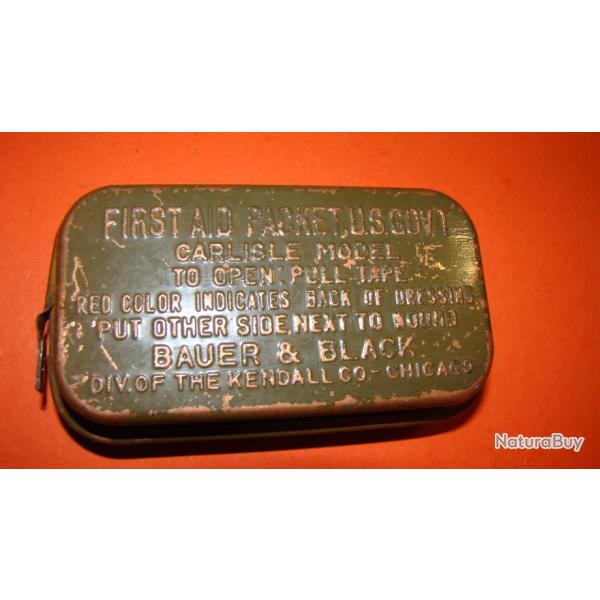 FIRST AID PACKET, U.S. GOV'T
CARLISLE MODEL
TO OPEN: PULL TAPE
RED COLOR INDICATES BACK OF DRESSING
PUT OTHER SIDE NEXT TO WOUND
BAUER & BLACK
DIV. OF THE KENDALL CO - CHICAGO
NaturaBuy